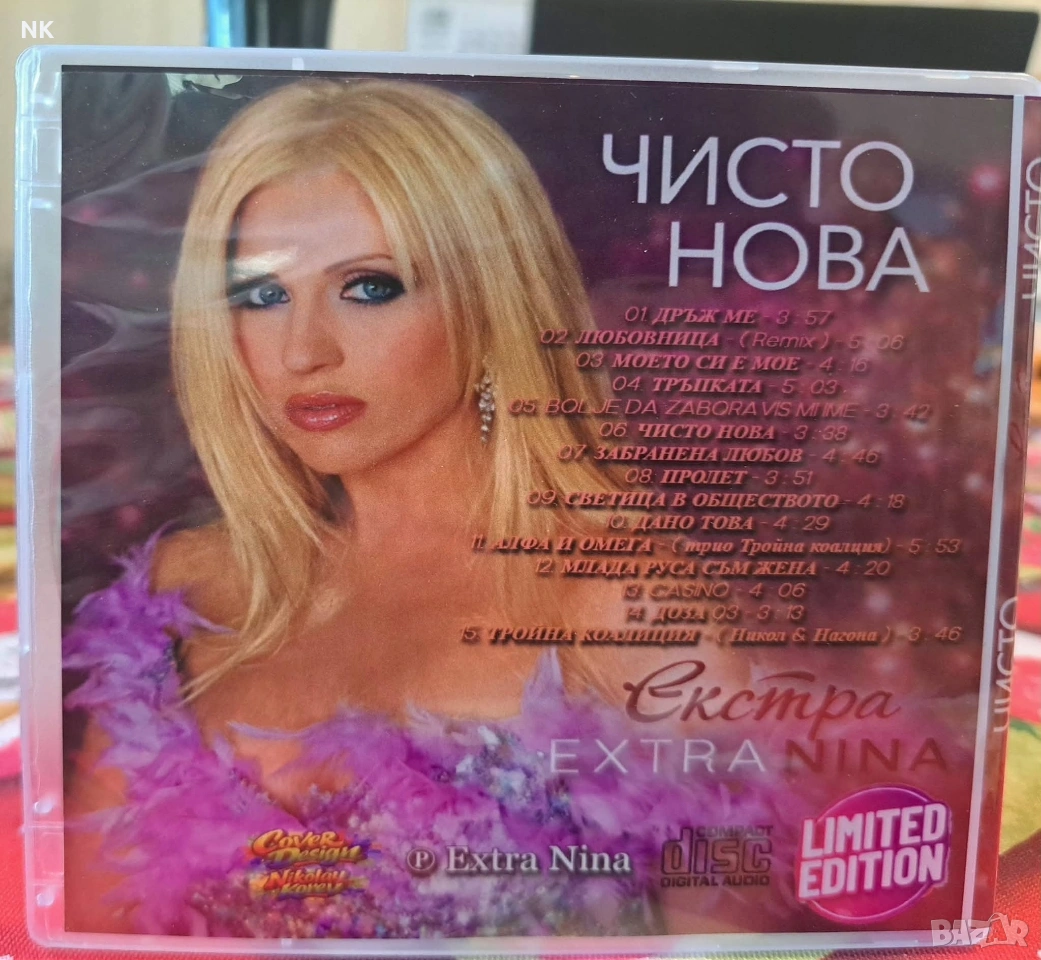 NK
ЧИСТО
НОВА
01. ДРЪЖ МЕ - 3 : 57
02. ЛЮБОВНИЦА - ( Remix ) - 5 : 06
03. МОЕТО СИ Е МОЕ - 4 : 16
04. ТРЪПКАТА - 5 : 03
05. BOLJE DA ZABORAVIS MI IME - 3 : 42
06. ЧИСТО НОВА - 3 : 38
07. ЗАБРАНЕНА ЛЮБОВ - 4 : 46
08. ПРОЛЕТ - 3 : 51
09. СВЕТИЦА В ОБЩЕСТВОТО - 4 : 18
10. ДАНО ТОВА - 4 : 29
11. АЛФА И ОМЕГА - ( трио Тройна коалция) - 5 : 53
12. МЛАДА РУСА СЪМ ЖЕНА - 4 : 20
13. CASINO - 4 : 06
14. ДОЗА 03 - 3 : 13
15. ТРОЙНА КОАЛИЦИЯ - ( Никол & Нагона ) - 3 : 46
Екстра
EXTRA NINA
Cover
Design
Nikolay
Korev
℗ Extra Nina
COMPACT
disc
DIGITAL AUDIO
LIMITED
EDITION
ЧИСТО
ЧИСТО
BAZAR